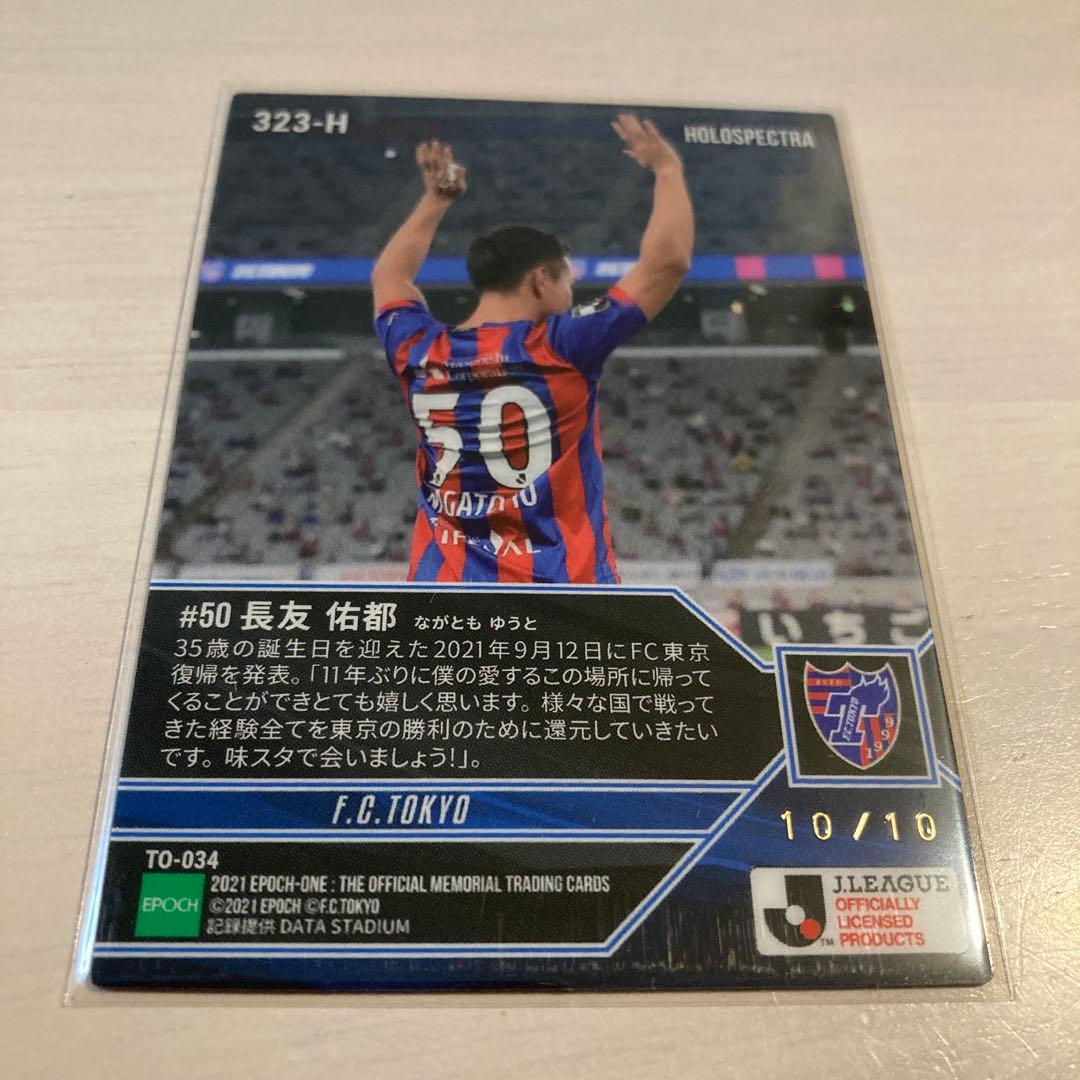 323-H
HOLOSPECTRA
50
いちご
#50 長友 佑都 ながとも ゆうと
35歳の誕生日を迎えた2021年9月12日にFC東京
復帰を発表。「11年ぶりに僕の愛するこの場所に帰って
くることができとても嬉しく思います。様々な国で戦って
きた経験全てを東京の勝利のために還元していきたい
です。味スタで会いましょう!」。
F.C.TOKYO
1999
F.C.TOKYO
10/10
TO-034
EPOCH
2021 EPOCH-ONE : THE OFFICIAL MEMORIAL TRADING CARDS
©2021 EPOCH ©F.C.TOKYO
記録提供 DATA STADIUM
J.LEAGUE
OFFICIALLY
LICENSED
PRODUCTS
TM